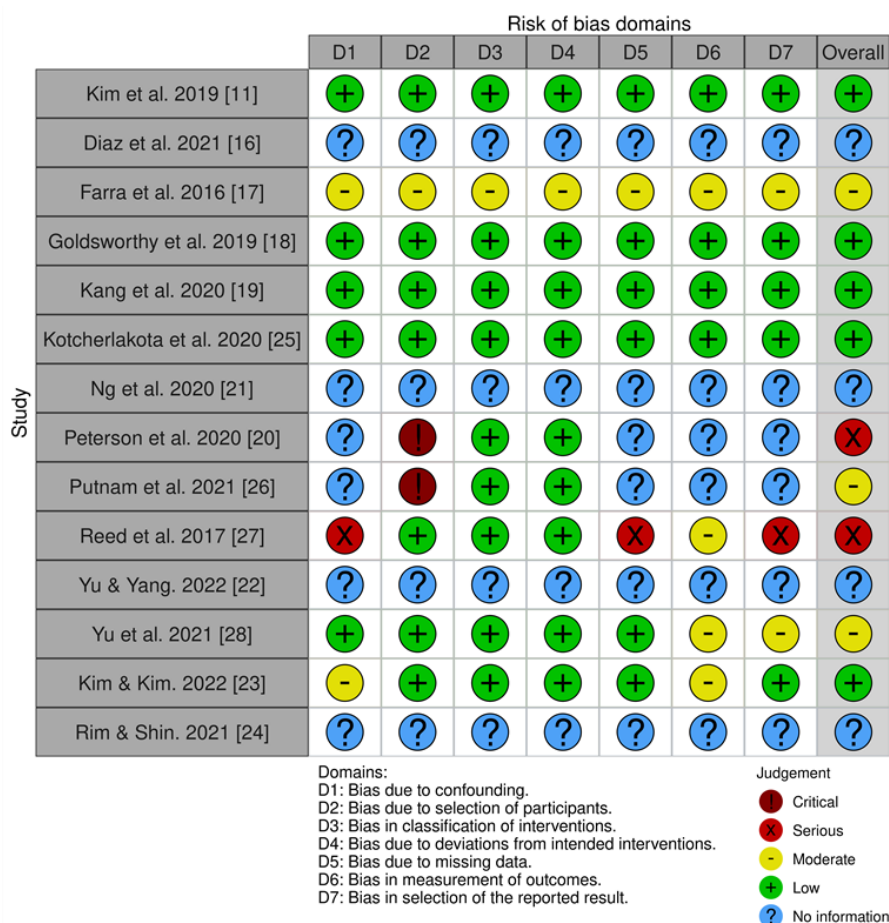 Risk of bias domains
D1 D2 D3 D4 D5 D6 D7 Overall
Study
Kim et al. 2019 [11] + + + + + + + +
Diaz et al. 2021 [16] ? ? ? ? ? ? ? ?
Farra et al. 2016 [17] - - - - - - - -
Goldsworthy et al. 2019 [18] + + + + + + + +
Kang et al. 2020 [19] + + + + + + + +
Kotcherlakota et al. 2020 [25] + + + + + + + +
Ng et al. 2020 [21] ? ? ? ? ? ? ? ?
Peterson et al. 2020 [20] ? ! + + ? ? ? X
Putnam et al. 2021 [26] ? ! + + ? ? ? -
Reed et al. 2017 [27] X + + + X - X X
Yu & Yang. 2022 [22] ? ? ? ? ? ? ? ?
Yu et al. 2021 [28] + + + + + - - -
Kim & Kim. 2022 [23] - + + + + - + +
Rim & Shin. 2021 [24] ? ? ? ? ? ? ? ?
Domains:
D1: Bias due to confounding.
D2: Bias due to selection of participants.
D3: Bias in classification of interventions.
D4: Bias due to deviations from intended interventions.
D5: Bias due to missing data.
D6: Bias in measurement of outcomes.
D7: Bias in selection of the reported result.
Judgement
! Critical
X Serious
- Moderate
+ Low
? No information